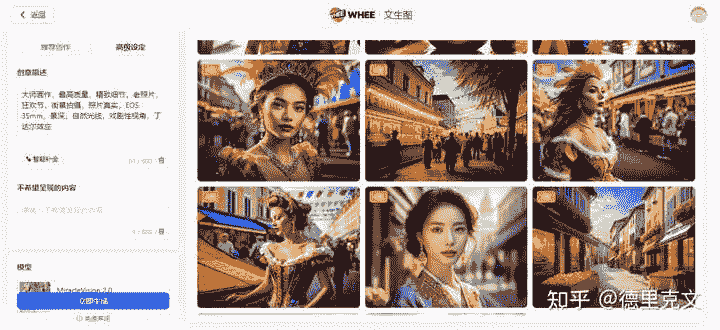 返回
WHEE 文生图
推荐创作 高级设定
创意描述
大师画作，最高质量，精致细节，老照片，
狂欢节，街景拍摄，照片真实，EOS
35mm，景深，自然光线，戏剧性视角，丁
达尔效应
智能补全
不希望呈现的内容
模型
MiracleVision 3.0
立即生成
知乎 @德里克文